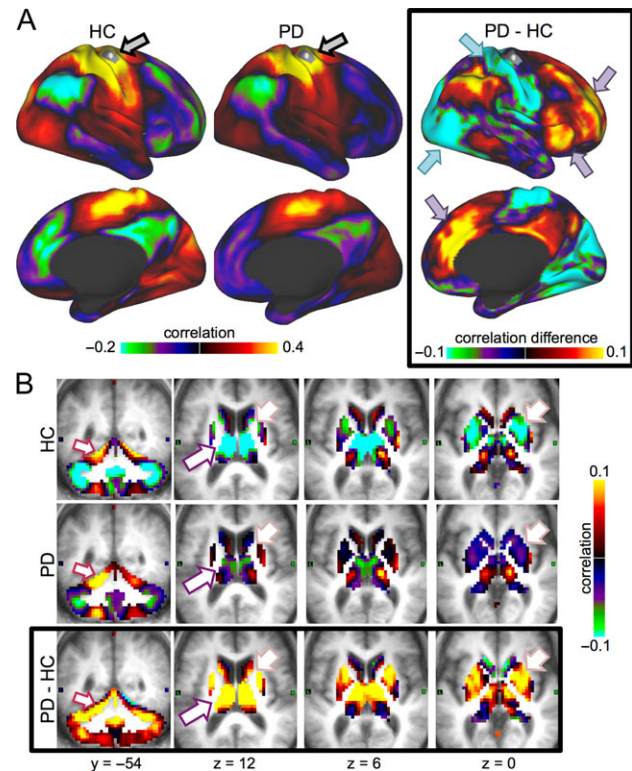 A
HC
PD
PD - HC
correlation
-0.2
0.4
correlation difference
-0.1
0.1
B
HC
PD
PD - HC
0.1
correlation
-0.1
L
L
L
L
L
L
L
L
L
y = -54
z = 12
z = 6
z = 0